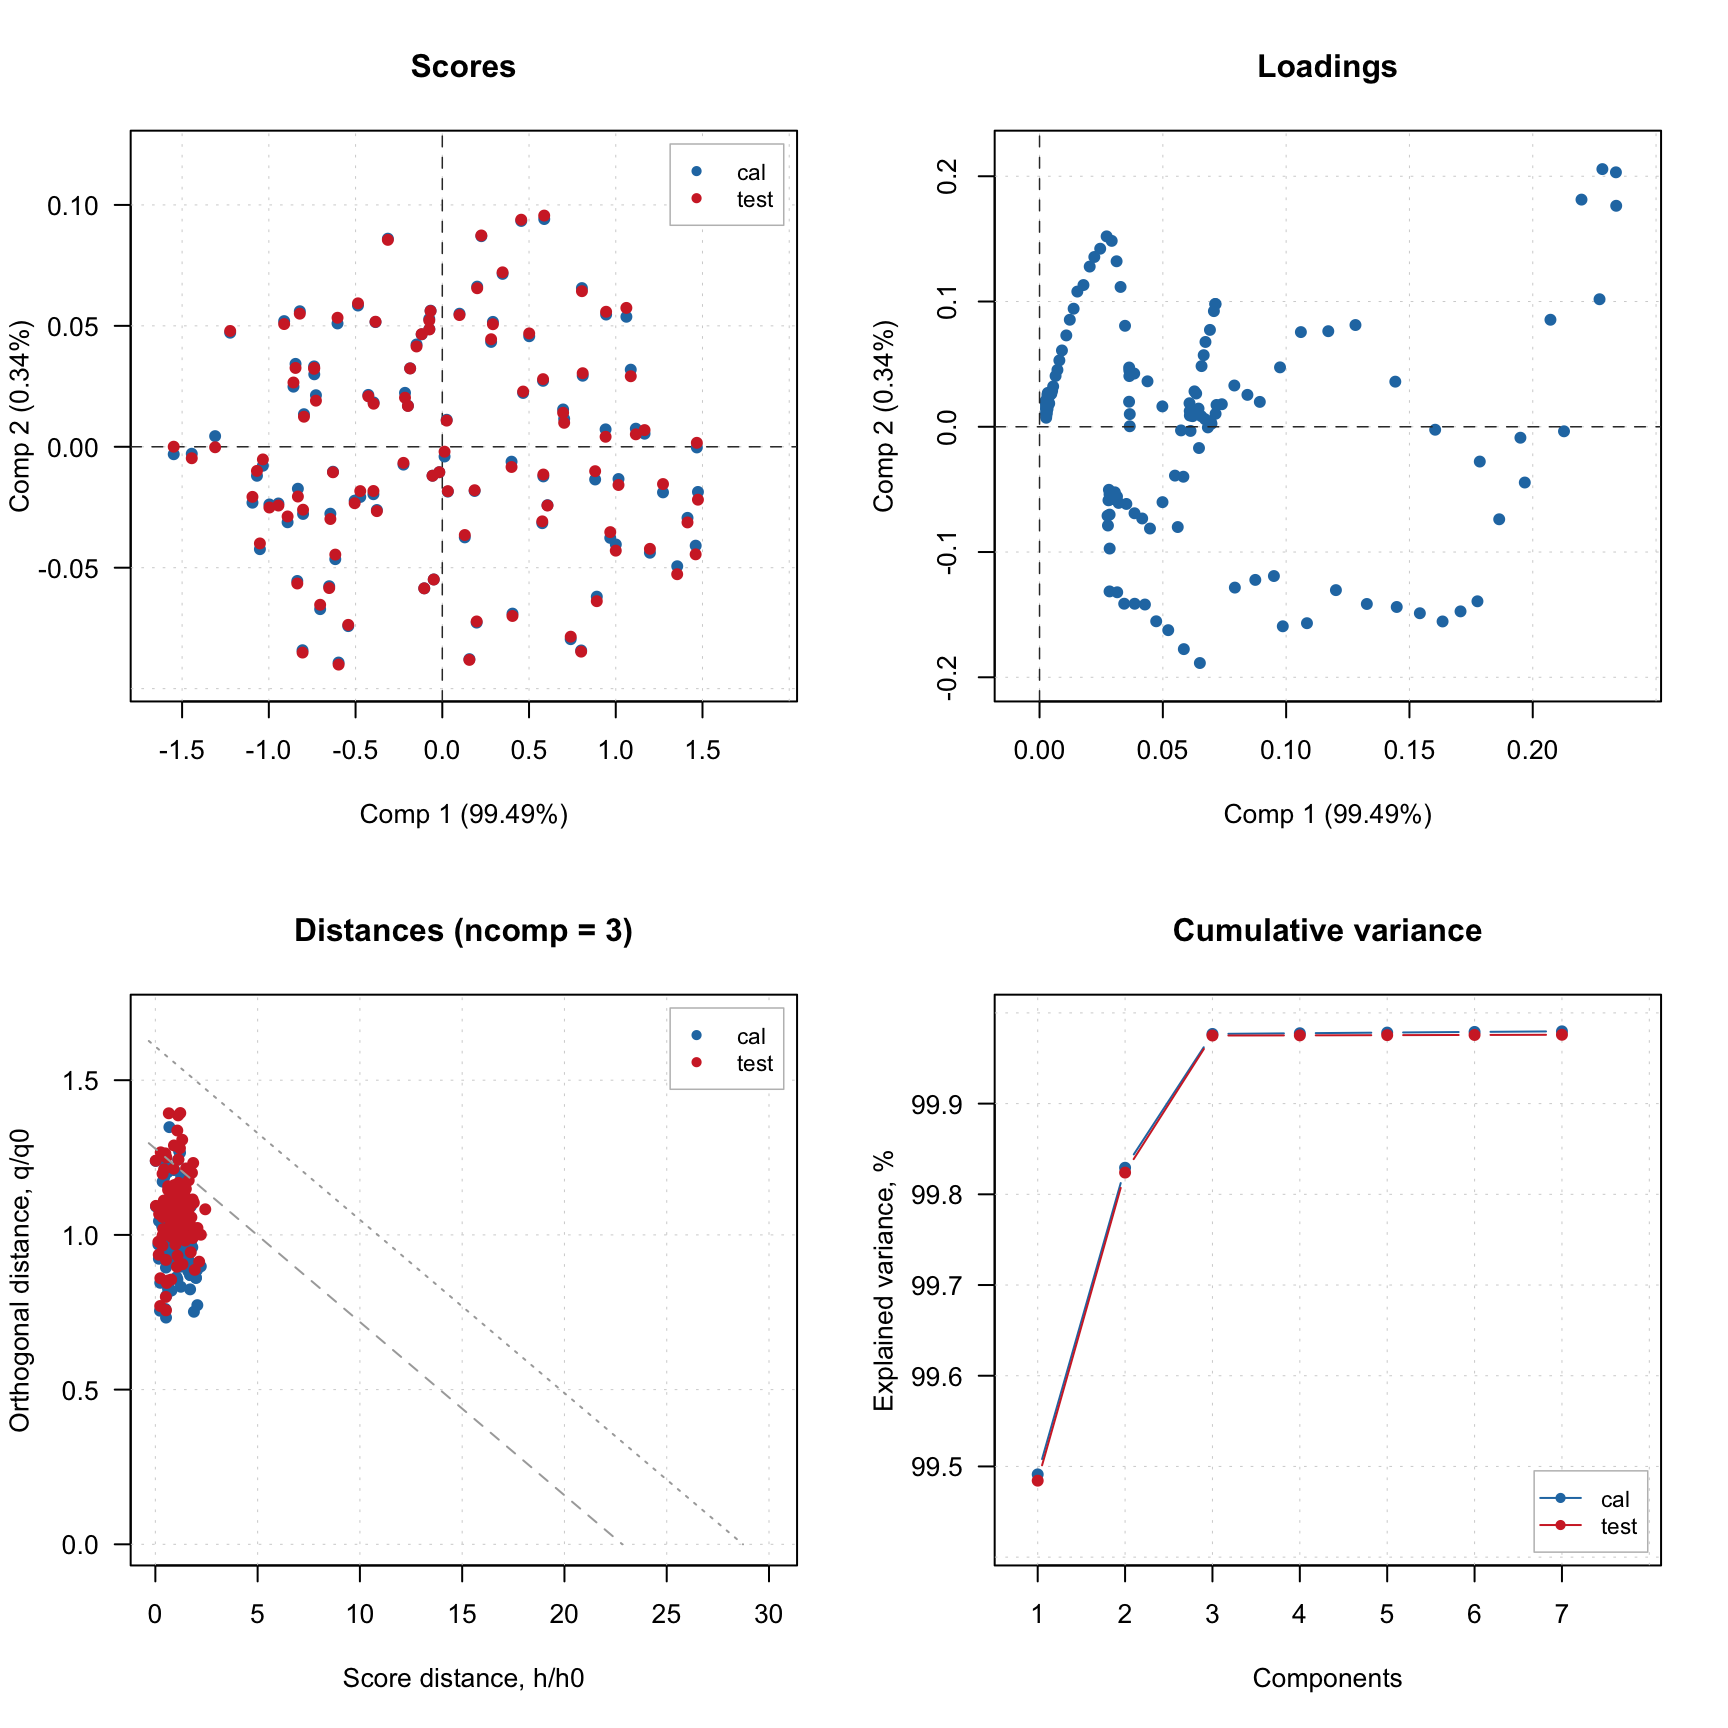 Scores
cal
test
0.10
0.05
0.00
-0.05
Comp 2 (0.34%)
-1.5 -1.0 -0.5 0.0 0.5 1.0 1.5
Comp 1 (99.49%)
Loadings
0.2
0.1
0.0
-0.1
-0.2
Comp 2 (0.34%)
0.00 0.05 0.10 0.15 0.20
Comp 1 (99.49%)
Distances (ncomp = 3)
cal
test
1.5
1.0
0.5
0.0
Orthogonal distance, q/q0
0 5 10 15 20 25 30
Score distance, h/h0
Cumulative variance
99.9
99.8
99.7
99.6
99.5
Explained variance, %
cal
test
1 2 3 4 5 6 7
Components